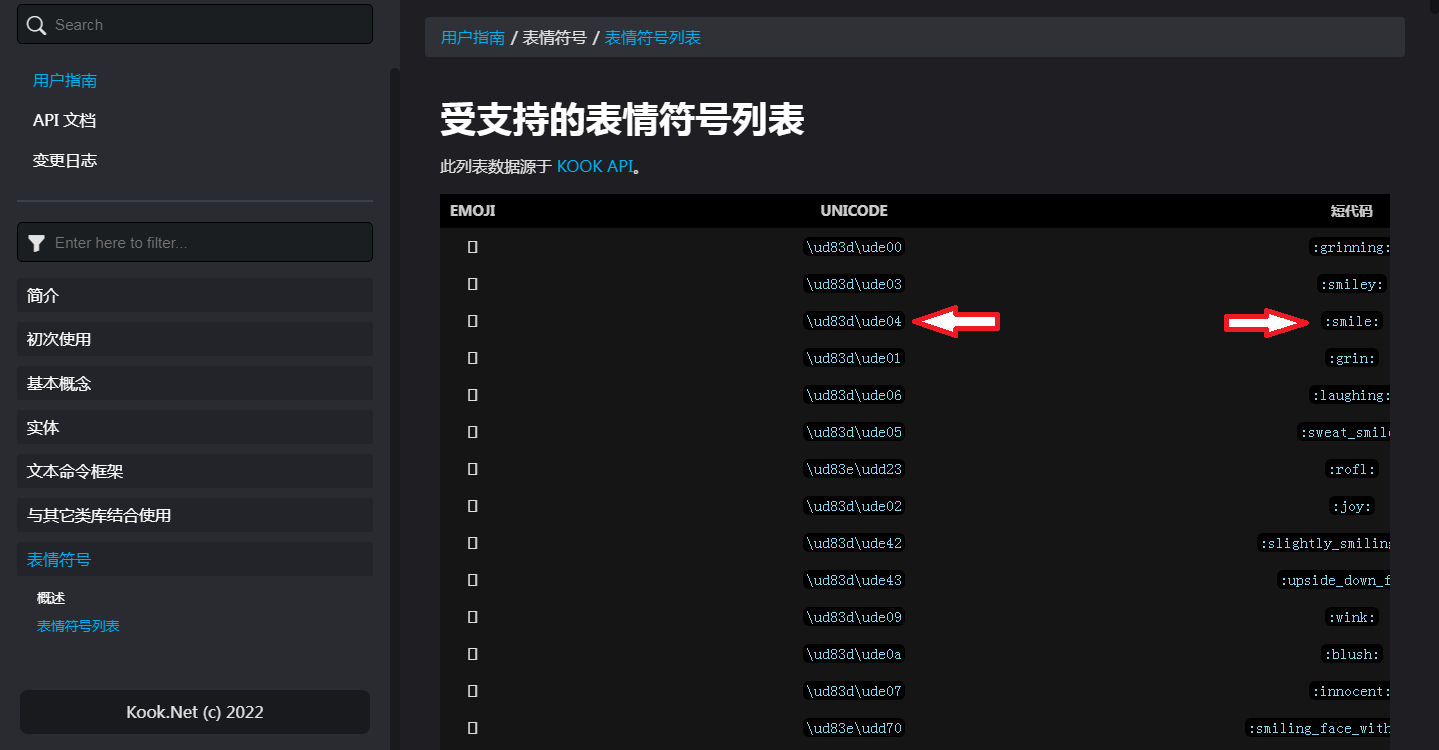 Search
用户指南
API 文档
变更日志
Enter here to filter...
简介
初次使用
基本概念
实体
文本命令框架
与其它类库结合使用
表情符号
概述
表情符号列表
Kook.Net (c) 2022
用户指南 / 表情符号 / 表情符号列表
受支持的表情符号列表
此列表数据源于 KOOK API。
EMOJI UNICODE 短代码
\ud83d\ude00 :grinning:
\ud83d\ude03 :smiley:
\ud83d\ude04 :smile:
\ud83d\ude01 :grin:
\ud83d\ude06 :laughing:
\ud83d\ude05 :sweat_smile
\ud83e\udd23 :rofl:
\ud83d\ude02 :joy:
\ud83d\ude42 :slightly_smiling
\ud83d\ude43 :upside_down_f
\ud83d\ude09 :wink:
\ud83d\ude0a :blush:
\ud83d\ude07 :innocent:
\ud83e\udd70 :smiling_face_with